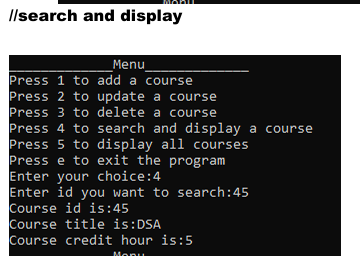 Menu
//search and display
_____________Menu_____________
Press 1 to add a course
Press 2 to update a course
Press 3 to delete a course
Press 4 to search and display a course
Press 5 to display all courses
Press e to exit the program
Enter your choice:4
Enter id you want to search:45
Course id is:45
Course title is:DSA
Course credit hour is:5
Menu